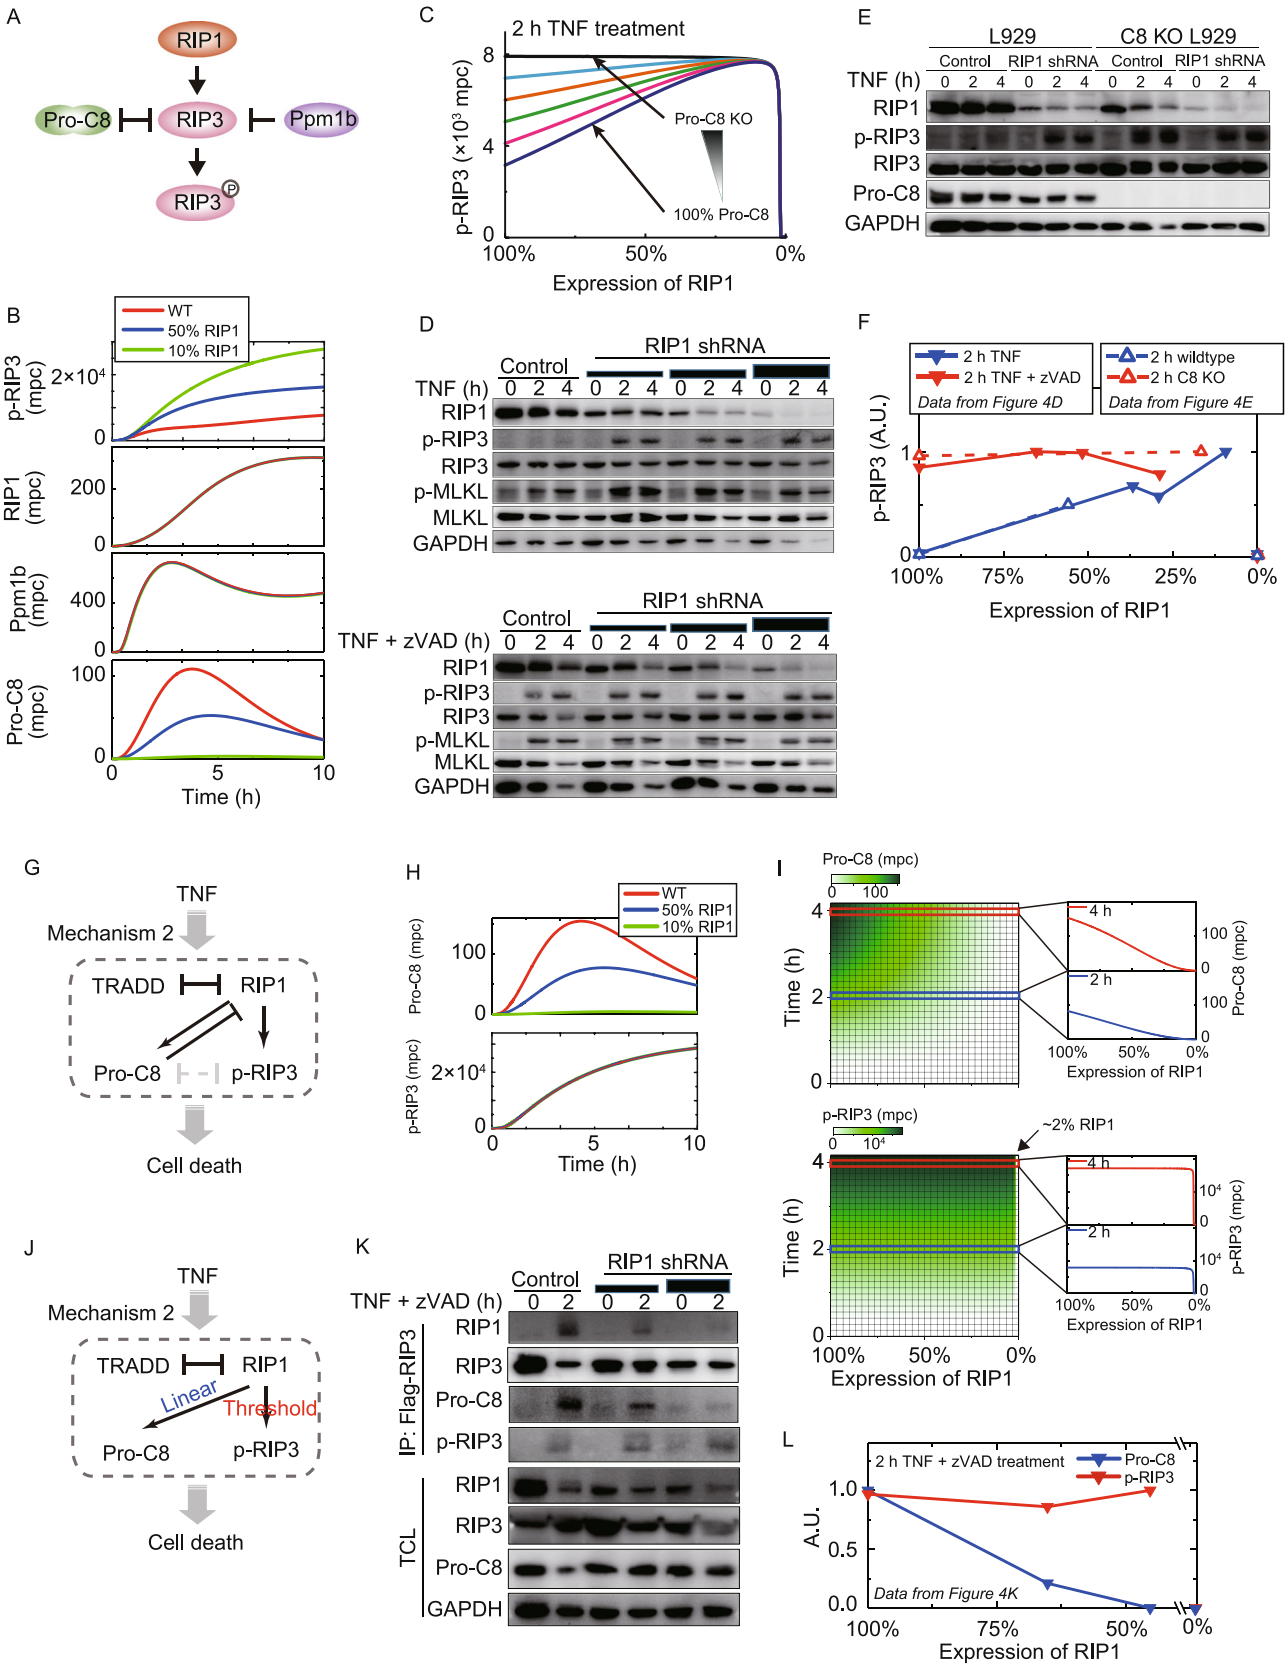 A
RIP1
Pro-C8
RIP3
Ppm1b
RIP3
P
B
WT
50% RIP1
10% RIP1
p-RIP3
(mpc)
2×10⁴
0
RIP1
(mpc)
200
0
Ppm1b
(mpc)
400
0
Pro-C8
(mpc)
100
0
0 5 10
Time (h)
C
2 h TNF treatment
p-RIP3 (×10³ mpc)
8
4
0
Pro-C8 KO
100% Pro-C8
100% 50% 0%
Expression of RIP1
D
Control
RIP1 shRNA
TNF (h) 0 2 4 0 2 4 0 2 4 0 2 4
RIP1
p-RIP3
RIP3
p-MLKL
MLKL
GAPDH
Control
RIP1 shRNA
TNF + zVAD (h) 0 2 4 0 2 4 0 2 4 0 2 4
RIP1
p-RIP3
RIP3
p-MLKL
MLKL
GAPDH
E
L929 C8 KO L929
Control RIP1 shRNA Control RIP1 shRNA
TNF (h) 0 2 4 0 2 4 0 2 4 0 2 4
RIP1
p-RIP3
RIP3
Pro-C8
GAPDH
F
2 h TNF
2 h TNF + zVAD
Data from Figure 4D
2 h wildtype
2 h C8 KO
Data from Figure 4E
p-RIP3 (A.U.)
1
0
100% 75% 50% 25% 0%
Expression of RIP1
G
TNF
Mechanism 2
TRADD RIP1
Pro-C8 p-RIP3
Cell death
H
WT
50% RIP1
10% RIP1
Pro-C8 (mpc)
100
0
p-RIP3 (mpc)
2×10⁴
0
0 5 10
Time (h)
I
Pro-C8 (mpc)
0 100
Time (h)
4
2
0
4 h
100
0
2 h
100
0
Pro-C8 (mpc)
100% 50% 0%
Expression of RIP1
p-RIP3 (mpc)
0 10⁴
~2% RIP1
Time (h)
4
2
0
100% 50% 0%
Expression of RIP1
4 h
10⁴
0
2 h
10⁴
0
p-RIP3 (mpc)
100% 50% 0%
Expression of RIP1
J
TNF
Mechanism 2
TRADD RIP1
Linear
Threshold
Pro-C8 p-RIP3
Cell death
K
Control
RIP1 shRNA
TNF + zVAD (h) 0 2 0 2 0 2
IP: Flag-RIP3
RIP1
RIP3
Pro-C8
p-RIP3
TCL
RIP1
RIP3
Pro-C8
GAPDH
L
2 h TNF + zVAD treatment
Pro-C8
p-RIP3
A.U.
1.0
0.5
0.0
Data from Figure 4K
100% 75% 50% 0%
Expression of RIP1